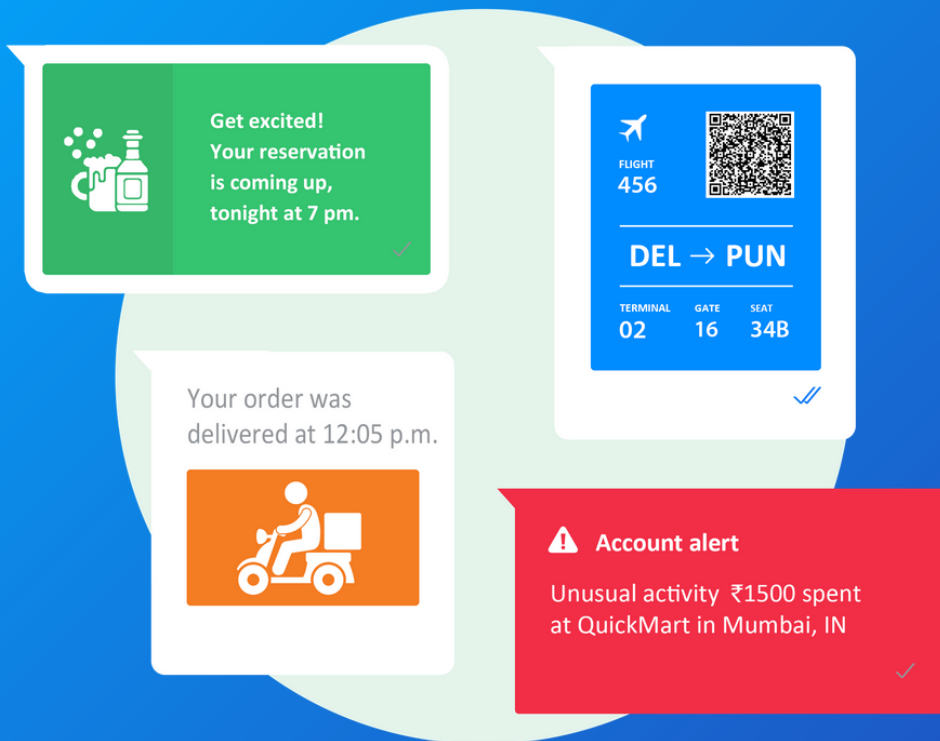 Get excited!
Your reservation
is coming up,
tonight at 7 pm.
FLIGHT
456
DEL → PUN
TERMINAL GATE SEAT
02 16 34B
Your order was
delivered at 12:05 p.m.
Account alert
Unusual activity ₹1500 spent
at QuickMart in Mumbai, IN